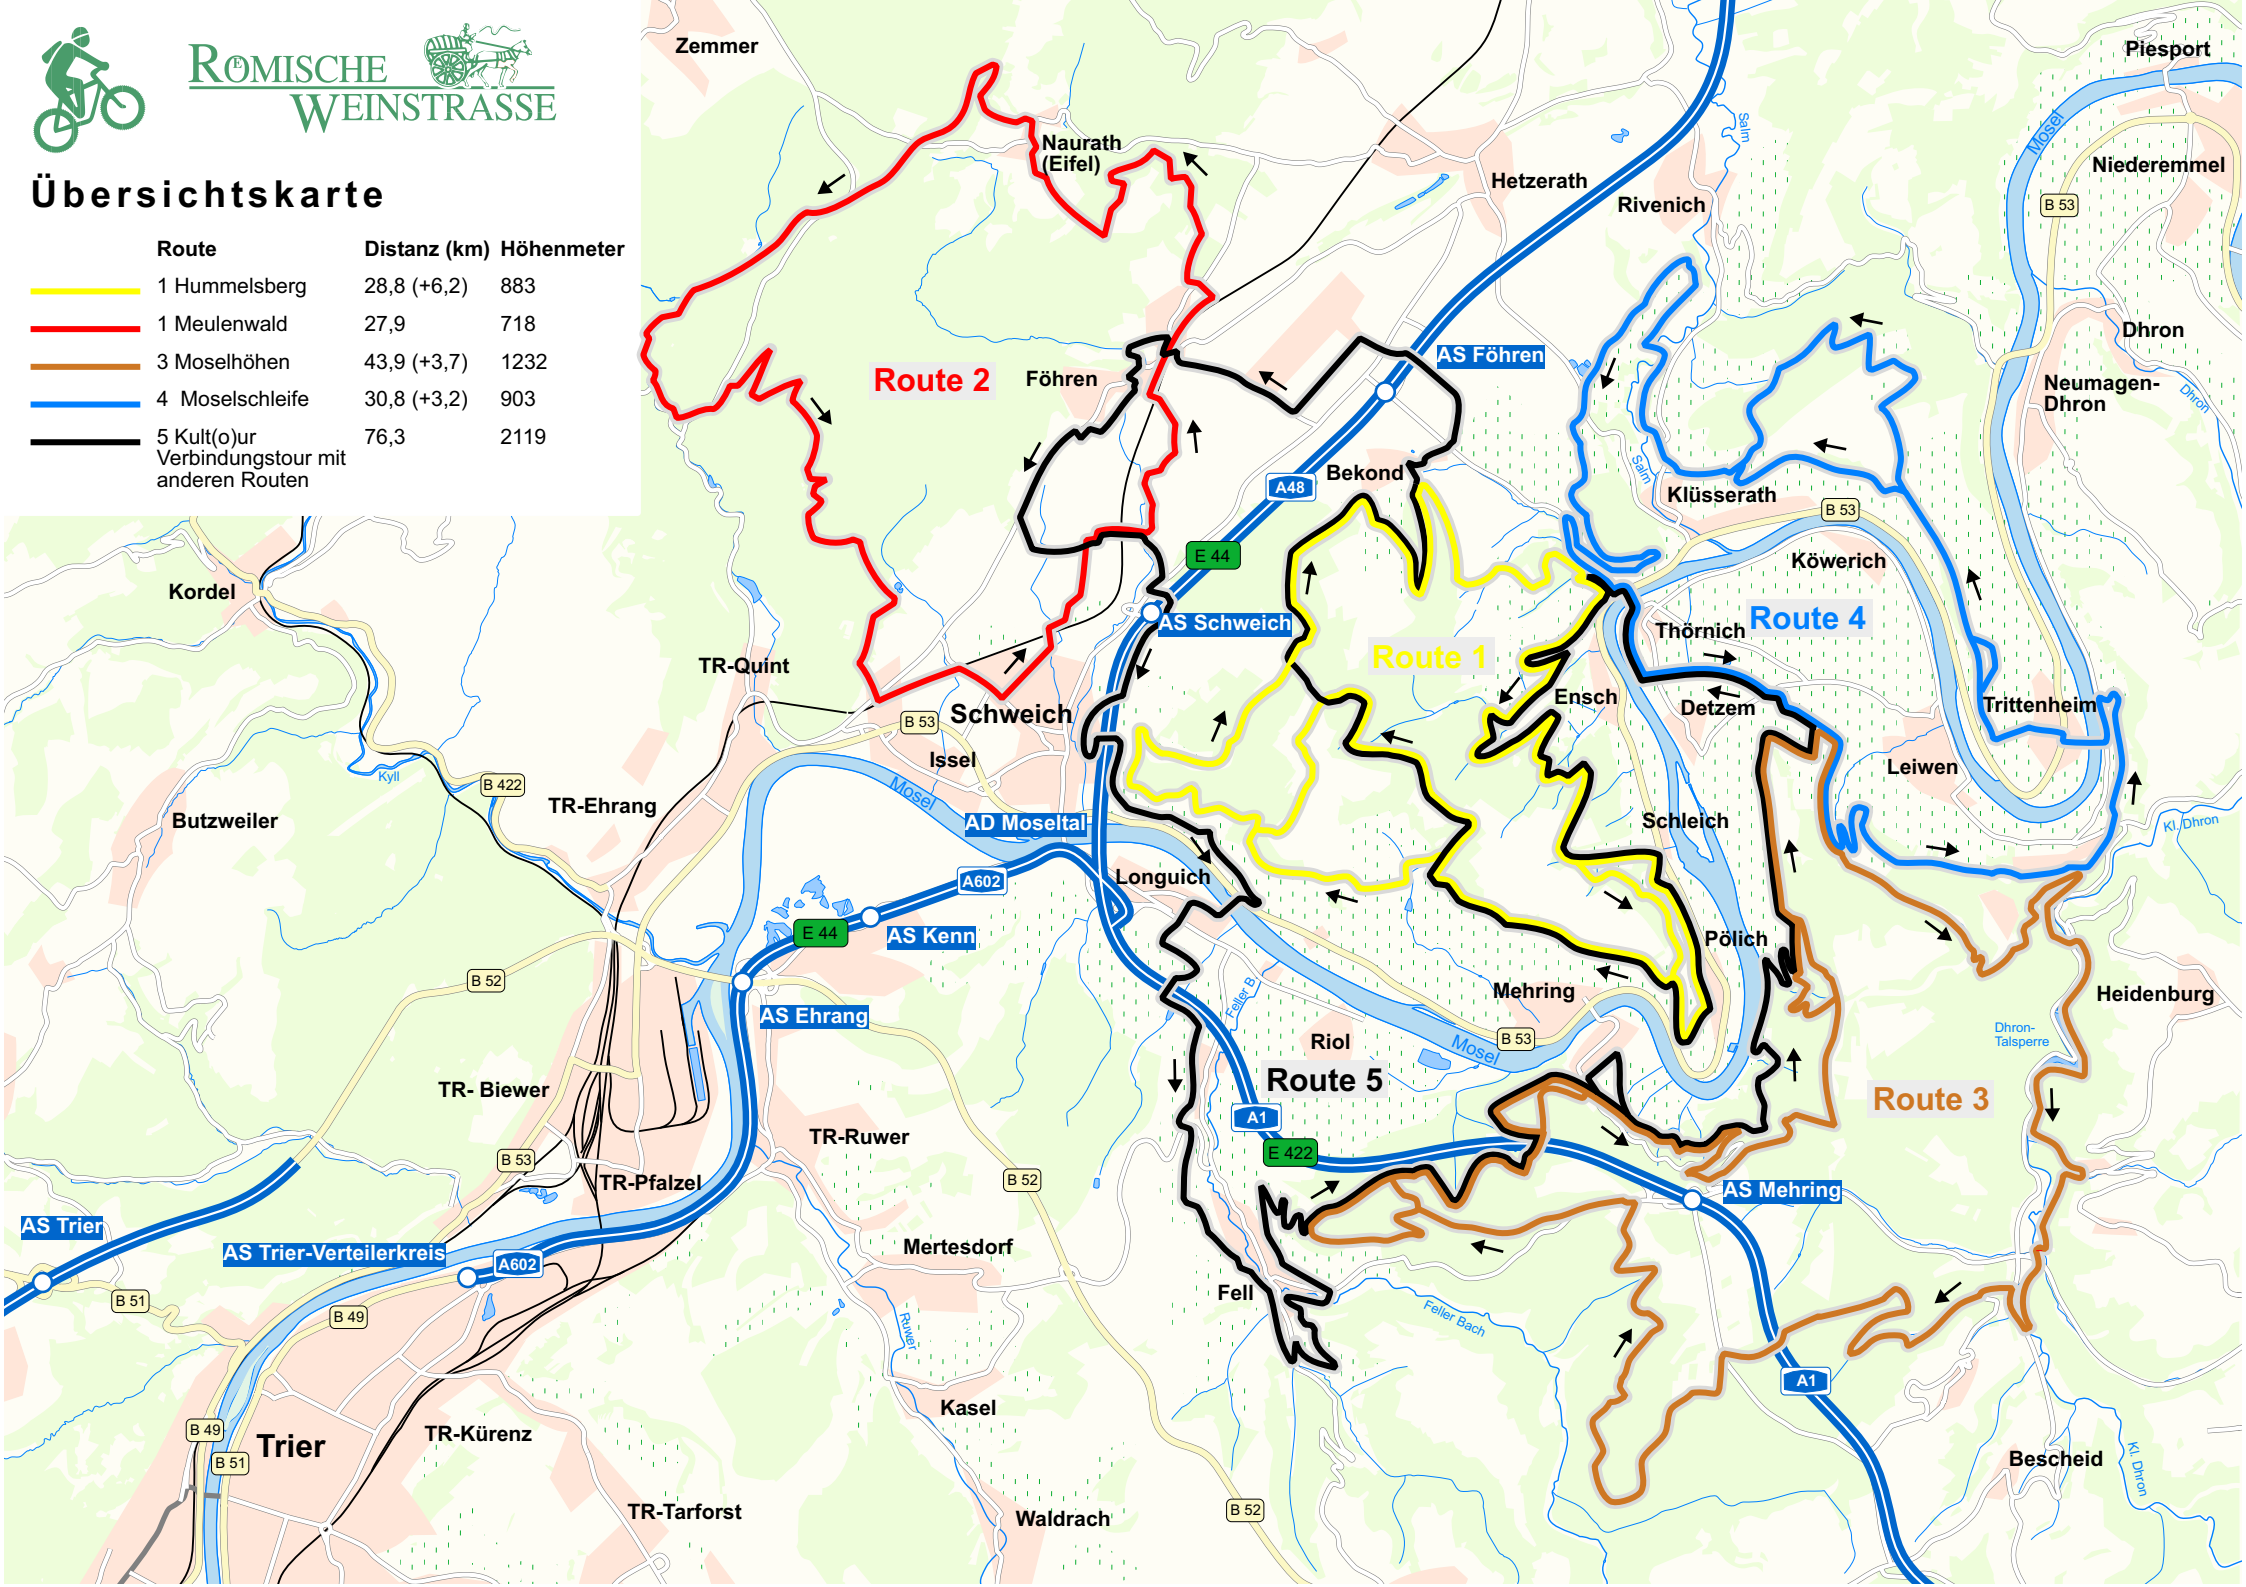 RÖMISCHE
WEINSTRASSE
Übersichtskarte
Route Distanz (km) Höhenmeter
1 Hummelsberg 28,8 (+6,2) 883
1 Meulenwald 27,9 718
3 Moselhöhen 43,9 (+3,7) 1232
4 Moselschleife 30,8 (+3,2) 903
5 Kult(o)ur 76,3 2119
Verbindungstour mit
anderen Routen
Zemmer
Piesport
Naurath
(Eifel)
Salm
Mosel
Niederemmel
Hetzerath
Rivenich
B 53
Dhron
AS Föhren
Route 2
Föhren
Neumagen-
Dhron
Dhron
Bekond
A48
Salm
Klüsserath
B 53
E 44
Köwerich
Kordel
AS Schweich
Route 4
Thörnich
Route 1
TR-Quint
Ensch
Detzem
Trittenheim
Schweich
B 53
Issel
Leiwen
Kyll
B 422
Mosel
TR-Ehrang
Butzweiler
AD Moseltal
Schleich
Kl. Dhron
A602
Longuich
E 44
AS Kenn
Pölich
B 52
Mehring
Heidenburg
Feller B.
AS Ehrang
Riol
Mosel
B 53
Dhron-
Talsperre
TR- Biewer
Route 5
Route 3
A1
TR-Ruwer
E 422
B 53
B 52
TR-Pfalzel
AS Mehring
AS Trier
AS Trier-Verteilerkreis
Mertesdorf
A602
B 51
B 49
Fell
Feller Bach
Ruwer
A1
Kasel
B 49
Trier
TR-Kürenz
B 51
Bescheid
Kl. Dhron
TR-Tarforst
Waldrach
B 52